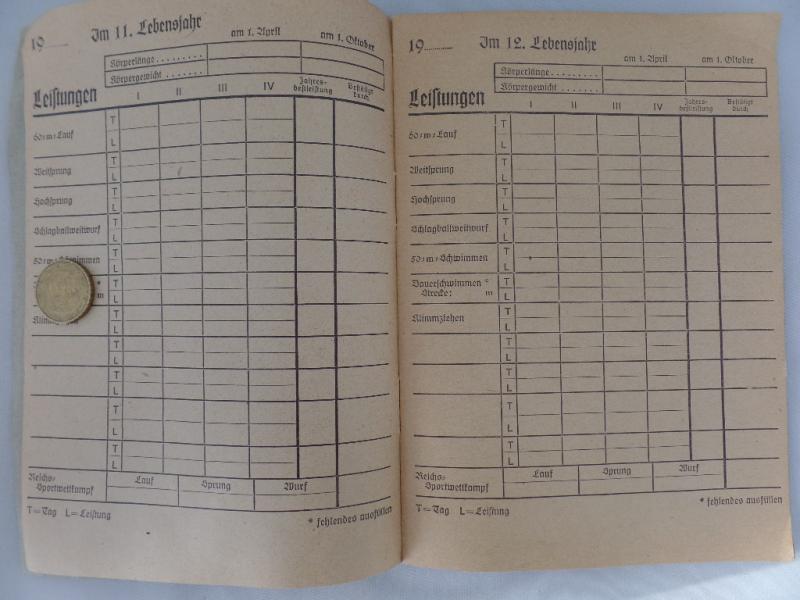 19 Im 11. Lebensjahr
am 1. April am 1. Oktober
Körperlänge
Körpergewicht
Leistungen I II III IV Jahres-
bestleistung Bestätigt
durch
60=m=Lauf T
L
Weitsprung T
L
Hochsprung T
L
Schlagballweitwurf T
L
50=m= T
L
* T
m L
T
L
T
L
T
L
T
L
T
L
Reichs-
Sportwettkampf Lauf Sprung Wurf
T=Tag L=Leistung
* fehlendes ausfüllen
19 Im 12. Lebensjahr
am 1. April am 1. Oktober
Körperlänge
Körpergewicht
Leistungen I II III IV Jahres-
bestleistung Bestätigt
durch
60=m=Lauf T
L
Weitsprung T
L
Hochsprung T
L
Schlagballweitwurf T
L
50=m=Schwimmen T
L
Dauerschwimmen * T
Strecke: m L
Klimmziehen T
L
T
L
T
L
T
L
T
L
Reichs-
Sportwettkampf Lauf Sprung Wurf
T=Tag L=Leistung
* fehlendes ausfüllen